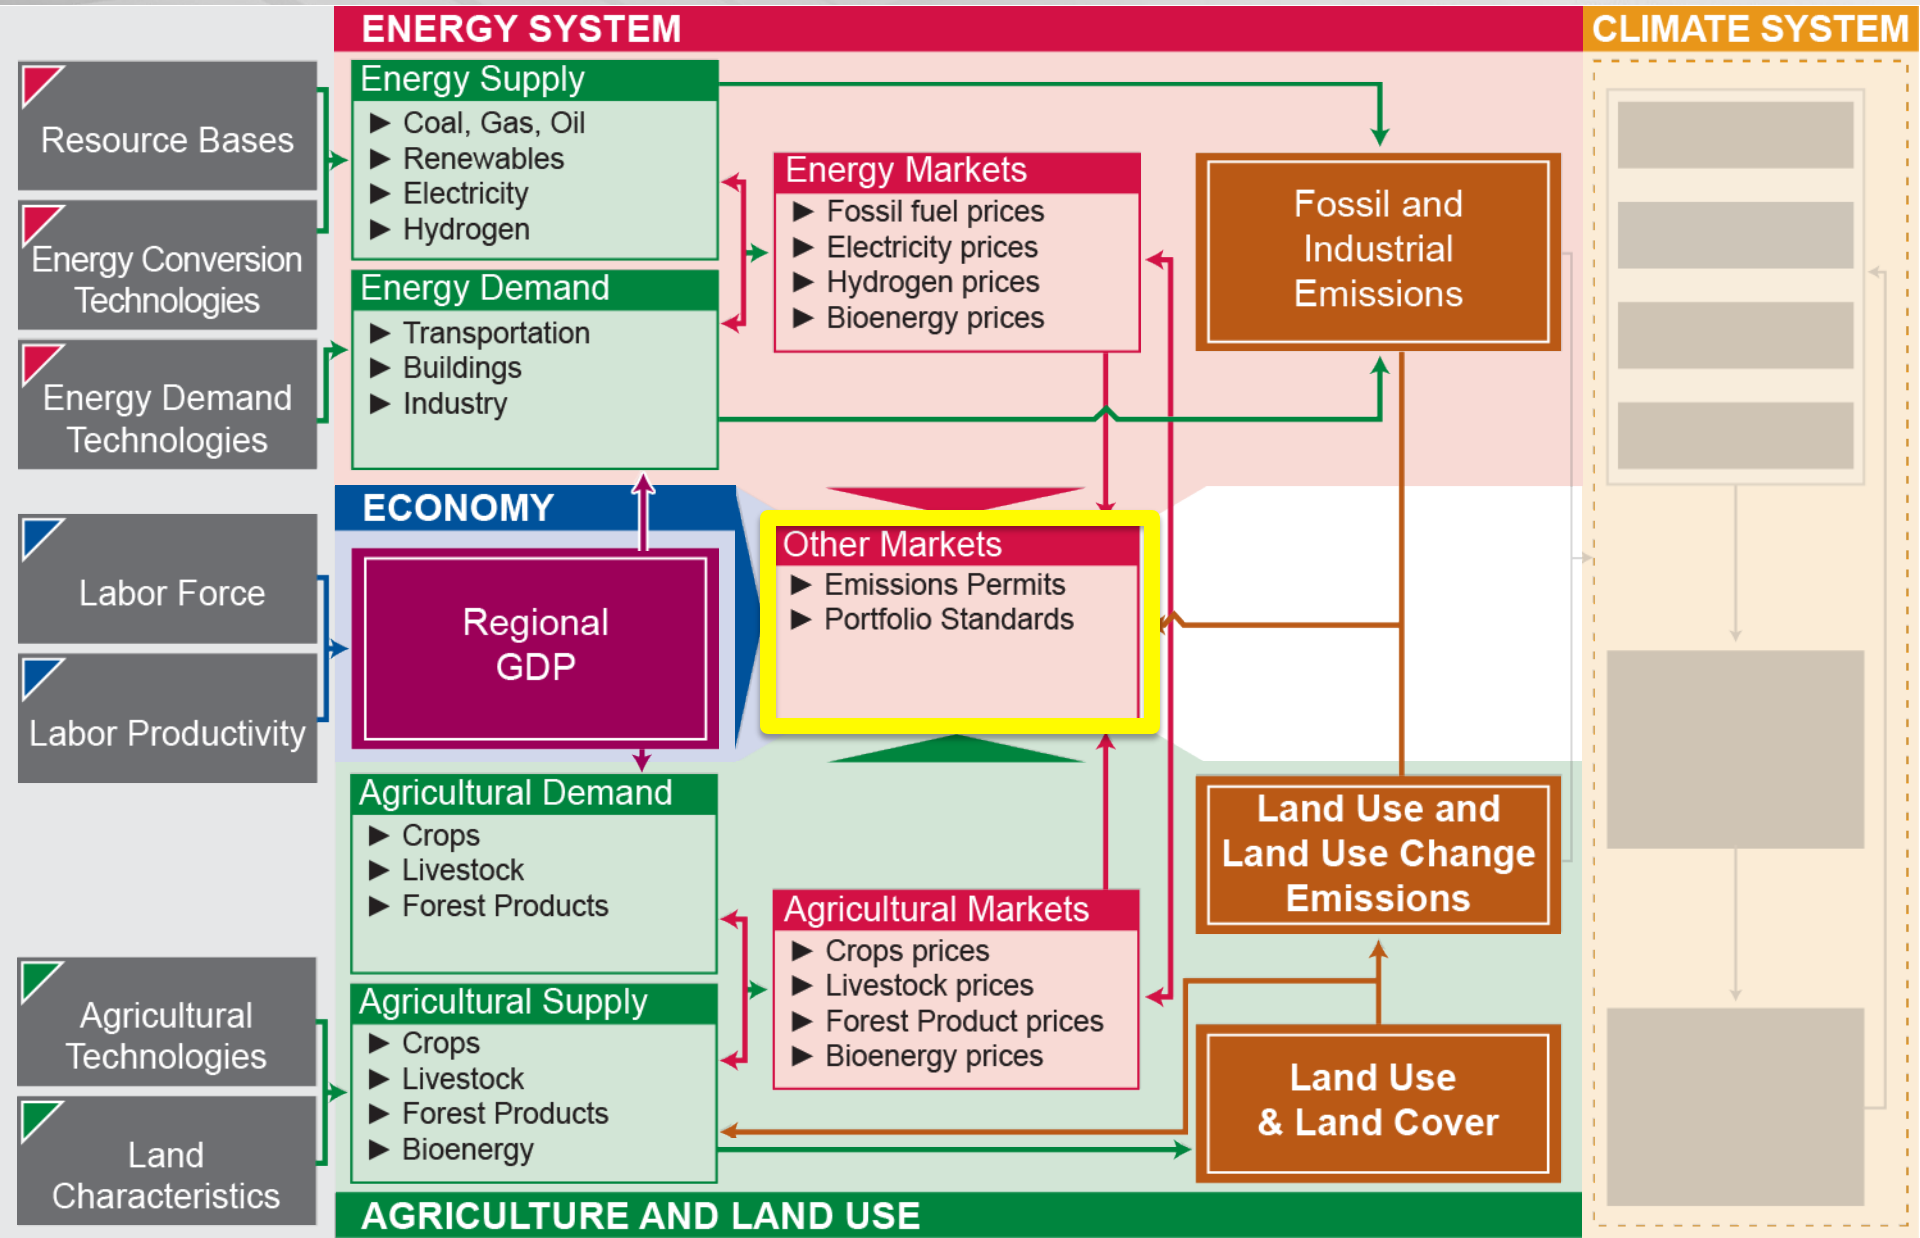 ENERGY SYSTEM
CLIMATE SYSTEM
Resource Bases
Energy Conversion
Technologies
Energy Demand
Technologies
Energy Supply
► Coal, Gas, Oil
► Renewables
► Electricity
► Hydrogen
Energy Demand
► Transportation
► Buildings
► Industry
Energy Markets
► Fossil fuel prices
► Electricity prices
► Hydrogen prices
► Bioenergy prices
Fossil and
Industrial
Emissions
ECONOMY
Labor Force
Labor Productivity
Regional
GDP
Other Markets
► Emissions Permits
► Portfolio Standards
Agricultural Demand
► Crops
► Livestock
► Forest Products
Agricultural Supply
► Crops
► Livestock
► Forest Products
► Bioenergy
Agricultural Markets
► Crops prices
► Livestock prices
► Forest Product prices
► Bioenergy prices
Land Use and
Land Use Change
Emissions
Land Use
& Land Cover
Agricultural
Technologies
Land
Characteristics
AGRICULTURE AND LAND USE